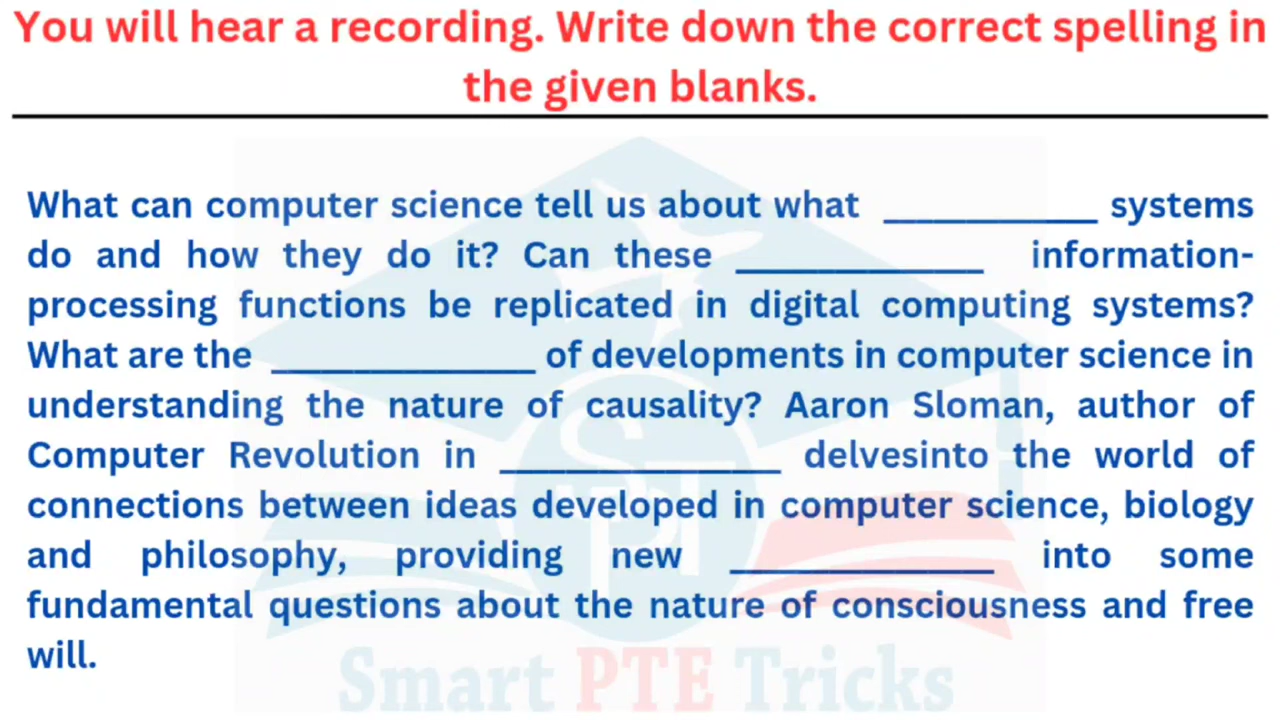 You will hear a recording. Write down the correct spelling in
the given blanks.
What can computer science tell us about what ____________ systems
do and how they do it? Can these ______________ information-
processing functions be replicated in digital computing systems?
What are the _______________ of developments in computer science in
understanding the nature of causality? Aaron Sloman, author of
Computer Revolution in ________________ delvesinto the world of
connections between ideas developed in computer science, biology
and philosophy, providing new _______________ into some
fundamental questions about the nature of consciousness and free
will.
S
T
P
Smart PTE Tricks